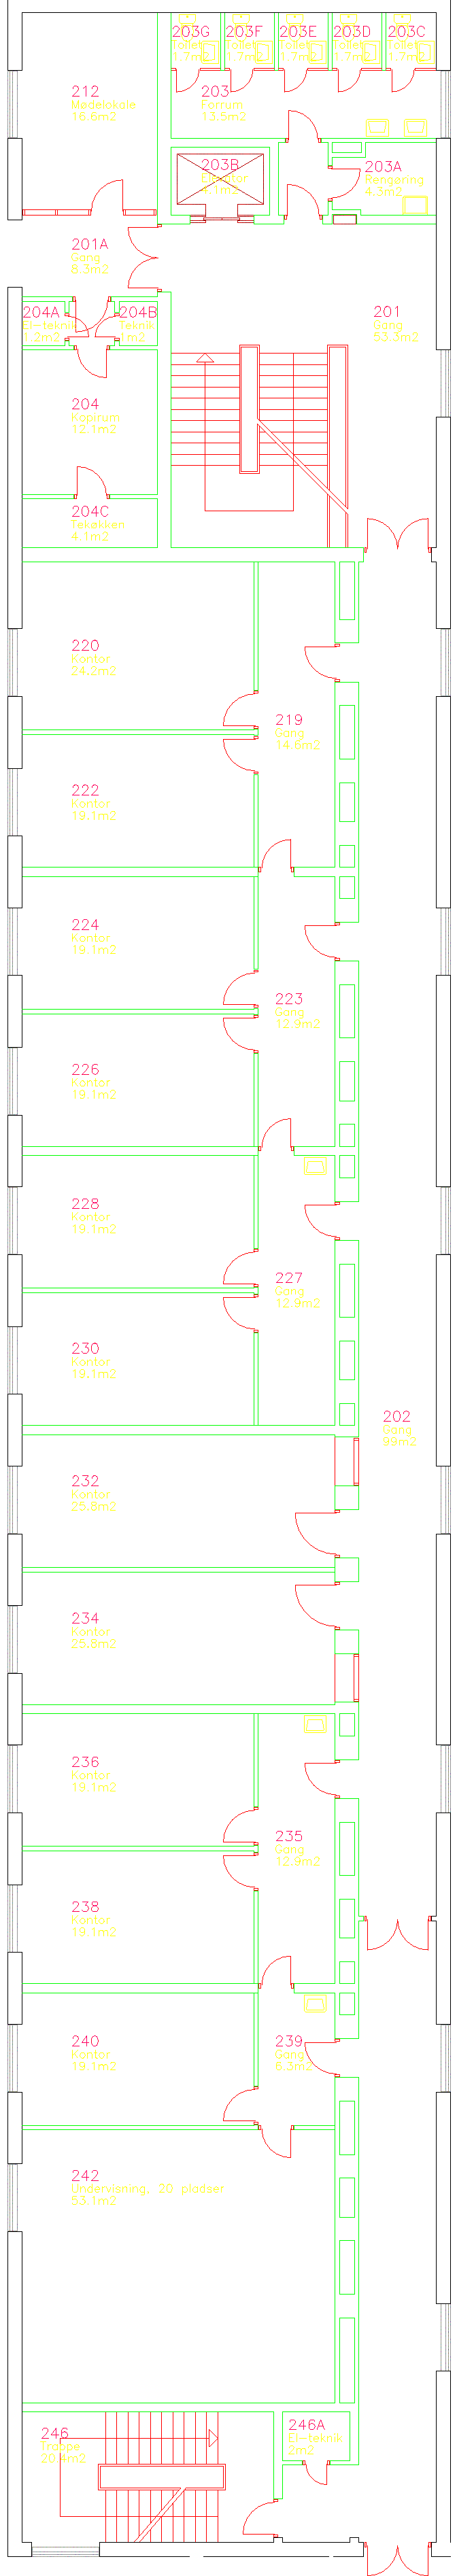 203G
Toilet
1.7m2
203F
Toilet
1.7m2
203E
Toilet
1.7m2
203D
Toilet
1.7m2
203C
Toilet
1.7m2
212
Mødelokale
16.6m2
203
Forrum
13.5m2
203B
Elevator
4.1m2
203A
Rengøring
4.3m2
201A
Gang
8.3m2
204A
El-teknik
1.2m2
204B
Teknik
1m2
201
Gang
53.3m2
204
Kopirum
12.1m2
204C
Tekøkken
4.1m2
220
Kontor
24.2m2
219
Gang
14.6m2
222
Kontor
19.1m2
224
Kontor
19.1m2
223
Gang
12.9m2
226
Kontor
19.1m2
228
Kontor
19.1m2
227
Gang
12.9m2
230
Kontor
19.1m2
202
Gang
99m2
232
Kontor
25.8m2
234
Kontor
25.8m2
236
Kontor
19.1m2
235
Gang
12.9m2
238
Kontor
19.1m2
240
Kontor
19.1m2
239
Gang
6.3m2
242
Undervisning, 20 pladser
53.1m2
246
Trappe
20.4m2
246A
El-teknik
2m2